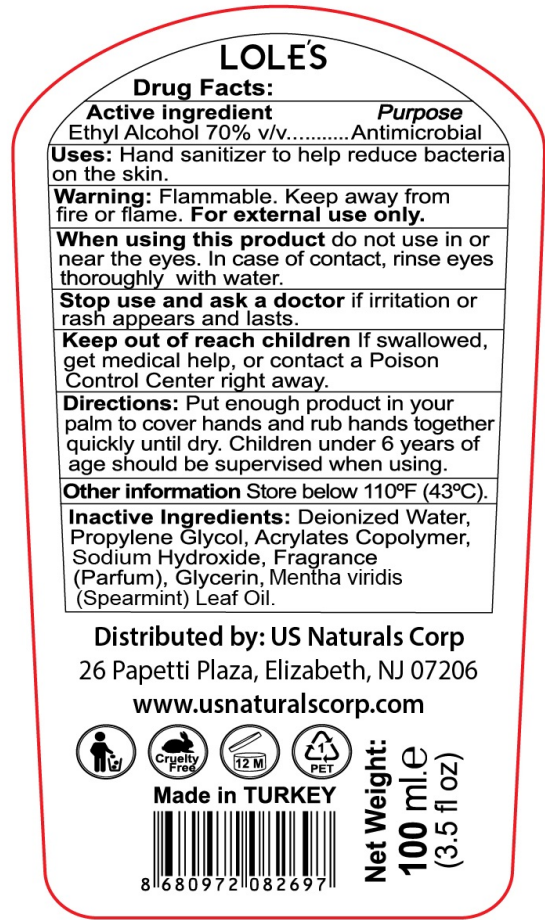 LOLE'S
Drug Facts:
Active ingredient Purpose
Ethyl Alcohol 70% v/v...........Antimicrobial
Uses: Hand sanitizer to help reduce bacteria
on the skin.
Warning: Flammable. Keep away from
fire or flame. For external use only.
When using this product do not use in or
near the eyes. In case of contact, rinse eyes
thoroughly with water.
Stop use and ask a doctor if irritation or
rash appears and lasts.
Keep out of reach children If swallowed,
get medical help, or contact a Poison
Control Center right away.
Directions: Put enough product in your
palm to cover hands and rub hands together
quickly until dry. Children under 6 years of
age should be supervised when using.
Other information Store below 110ºF (43ºC).
Inactive Ingredients: Deionized Water,
Propylene Glycol, Acrylates Copolymer,
Sodium Hydroxide, Fragrance
(Parfum), Glycerin, Mentha viridis
(Spearmint) Leaf Oil.
Distributed by: US Naturals Corp
26 Papetti Plaza, Elizabeth, NJ 07206
www.usnaturalscorp.com
Cruelty
Free
12 M
1
PET
Made in TURKEY
8 680972 082697
Net Weight:
100 ml.e
(3.5 fl oz)